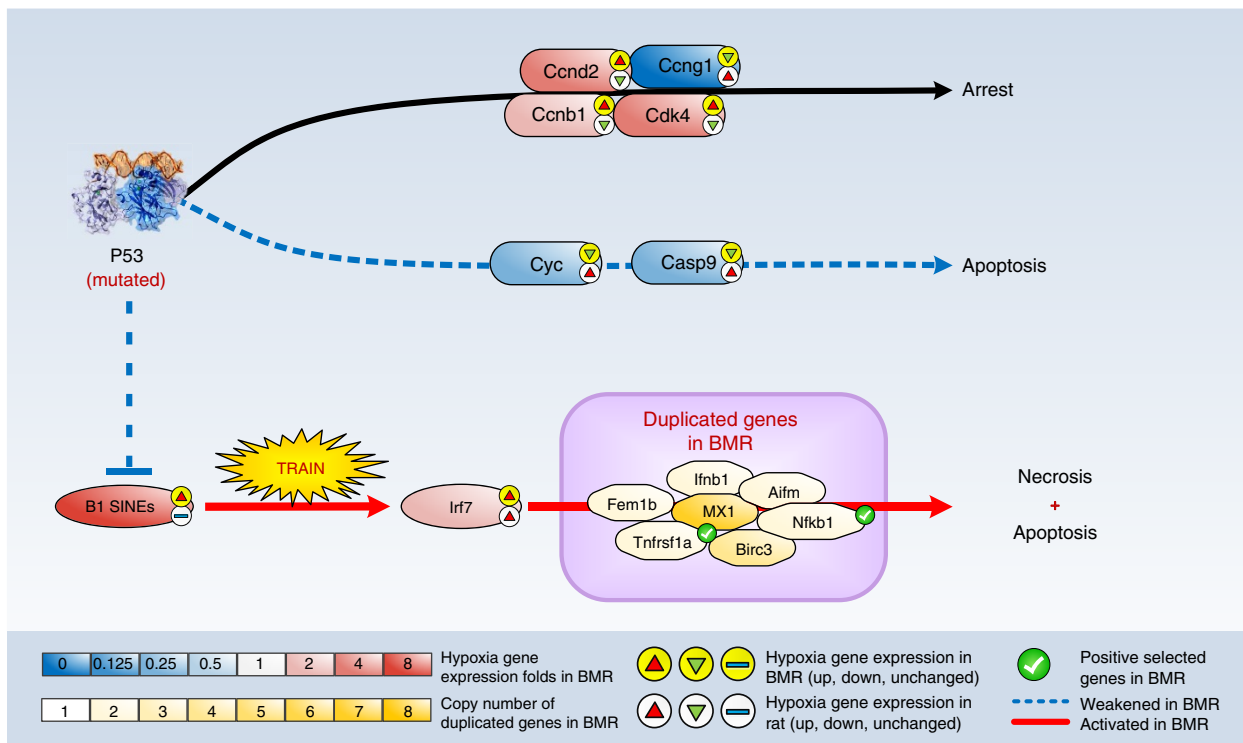 Ccnd2
Ccng1
Ccnb1
Cdk4
Arrest
P53
(mutated)
Cyc
Casp9
Apoptosis
Duplicated genes
in BMR
B1 SINEs
TRAIN
Irf7
Ifnb1
Aifm
Fem1b
MX1
Nfkb1
Tnfrsf1a
Birc3
Necrosis
+
Apoptosis
0 0.125 0.25 0.5 1 2 4 8
Hypoxia gene
expression folds in BMR
1 2 3 4 5 6 7 8
Copy number of
duplicated genes in BMR
Hypoxia gene expression in
BMR (up, down, unchanged)
Hypoxia gene expression in
rat (up, down, unchanged)
Positive selected
genes in BMR
Weakened in BMR
Activated in BMR